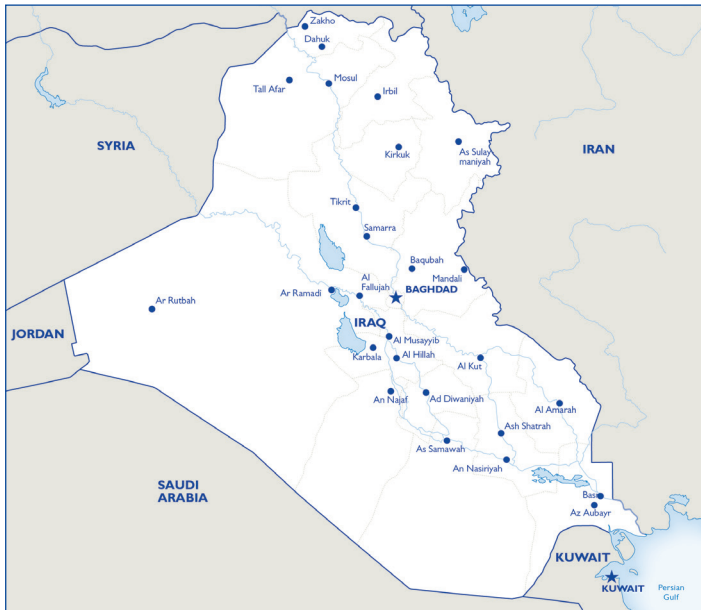 Zakho
Dahuk
Tall Afar
Mosul
Irbil
SYRIA
Kirkuk
As Sulay
maniyah
IRAN
Tikrit
Samarra
Baqubah
Mandali
Al
Fallujah
BAGHDAD
Ar Ramadi
Ar Rutbah
IRAQ
JORDAN
Al Musayyib
Karbala
Al Hillah
Al Kut
An Najaf
Ad Diwaniyah
Al Amarah
Ash Shatrah
As Samawah
An Nasiriyah
SAUDI
ARABIA
Basr
Az Aubayr
KUWAIT
KUWAIT
Persian
Gulf